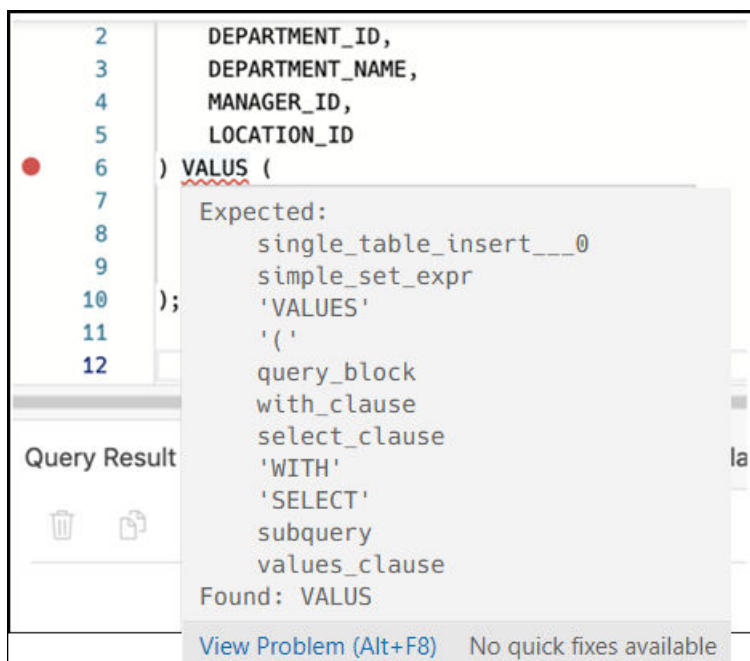 2 DEPARTMENT_ID,
3 DEPARTMENT_NAME,
4 MANAGER_ID,
5 LOCATION_ID
6 ) VALUS (
7
8
9
10 );
11
12
Expected:
single_table_insert___0
simple_set_expr
'VALUES'
'('
query_block
with_clause
select_clause
'WITH'
'SELECT'
subquery
values_clause
Found: VALUS
View Problem (Alt+F8) No quick fixes available
Query Result